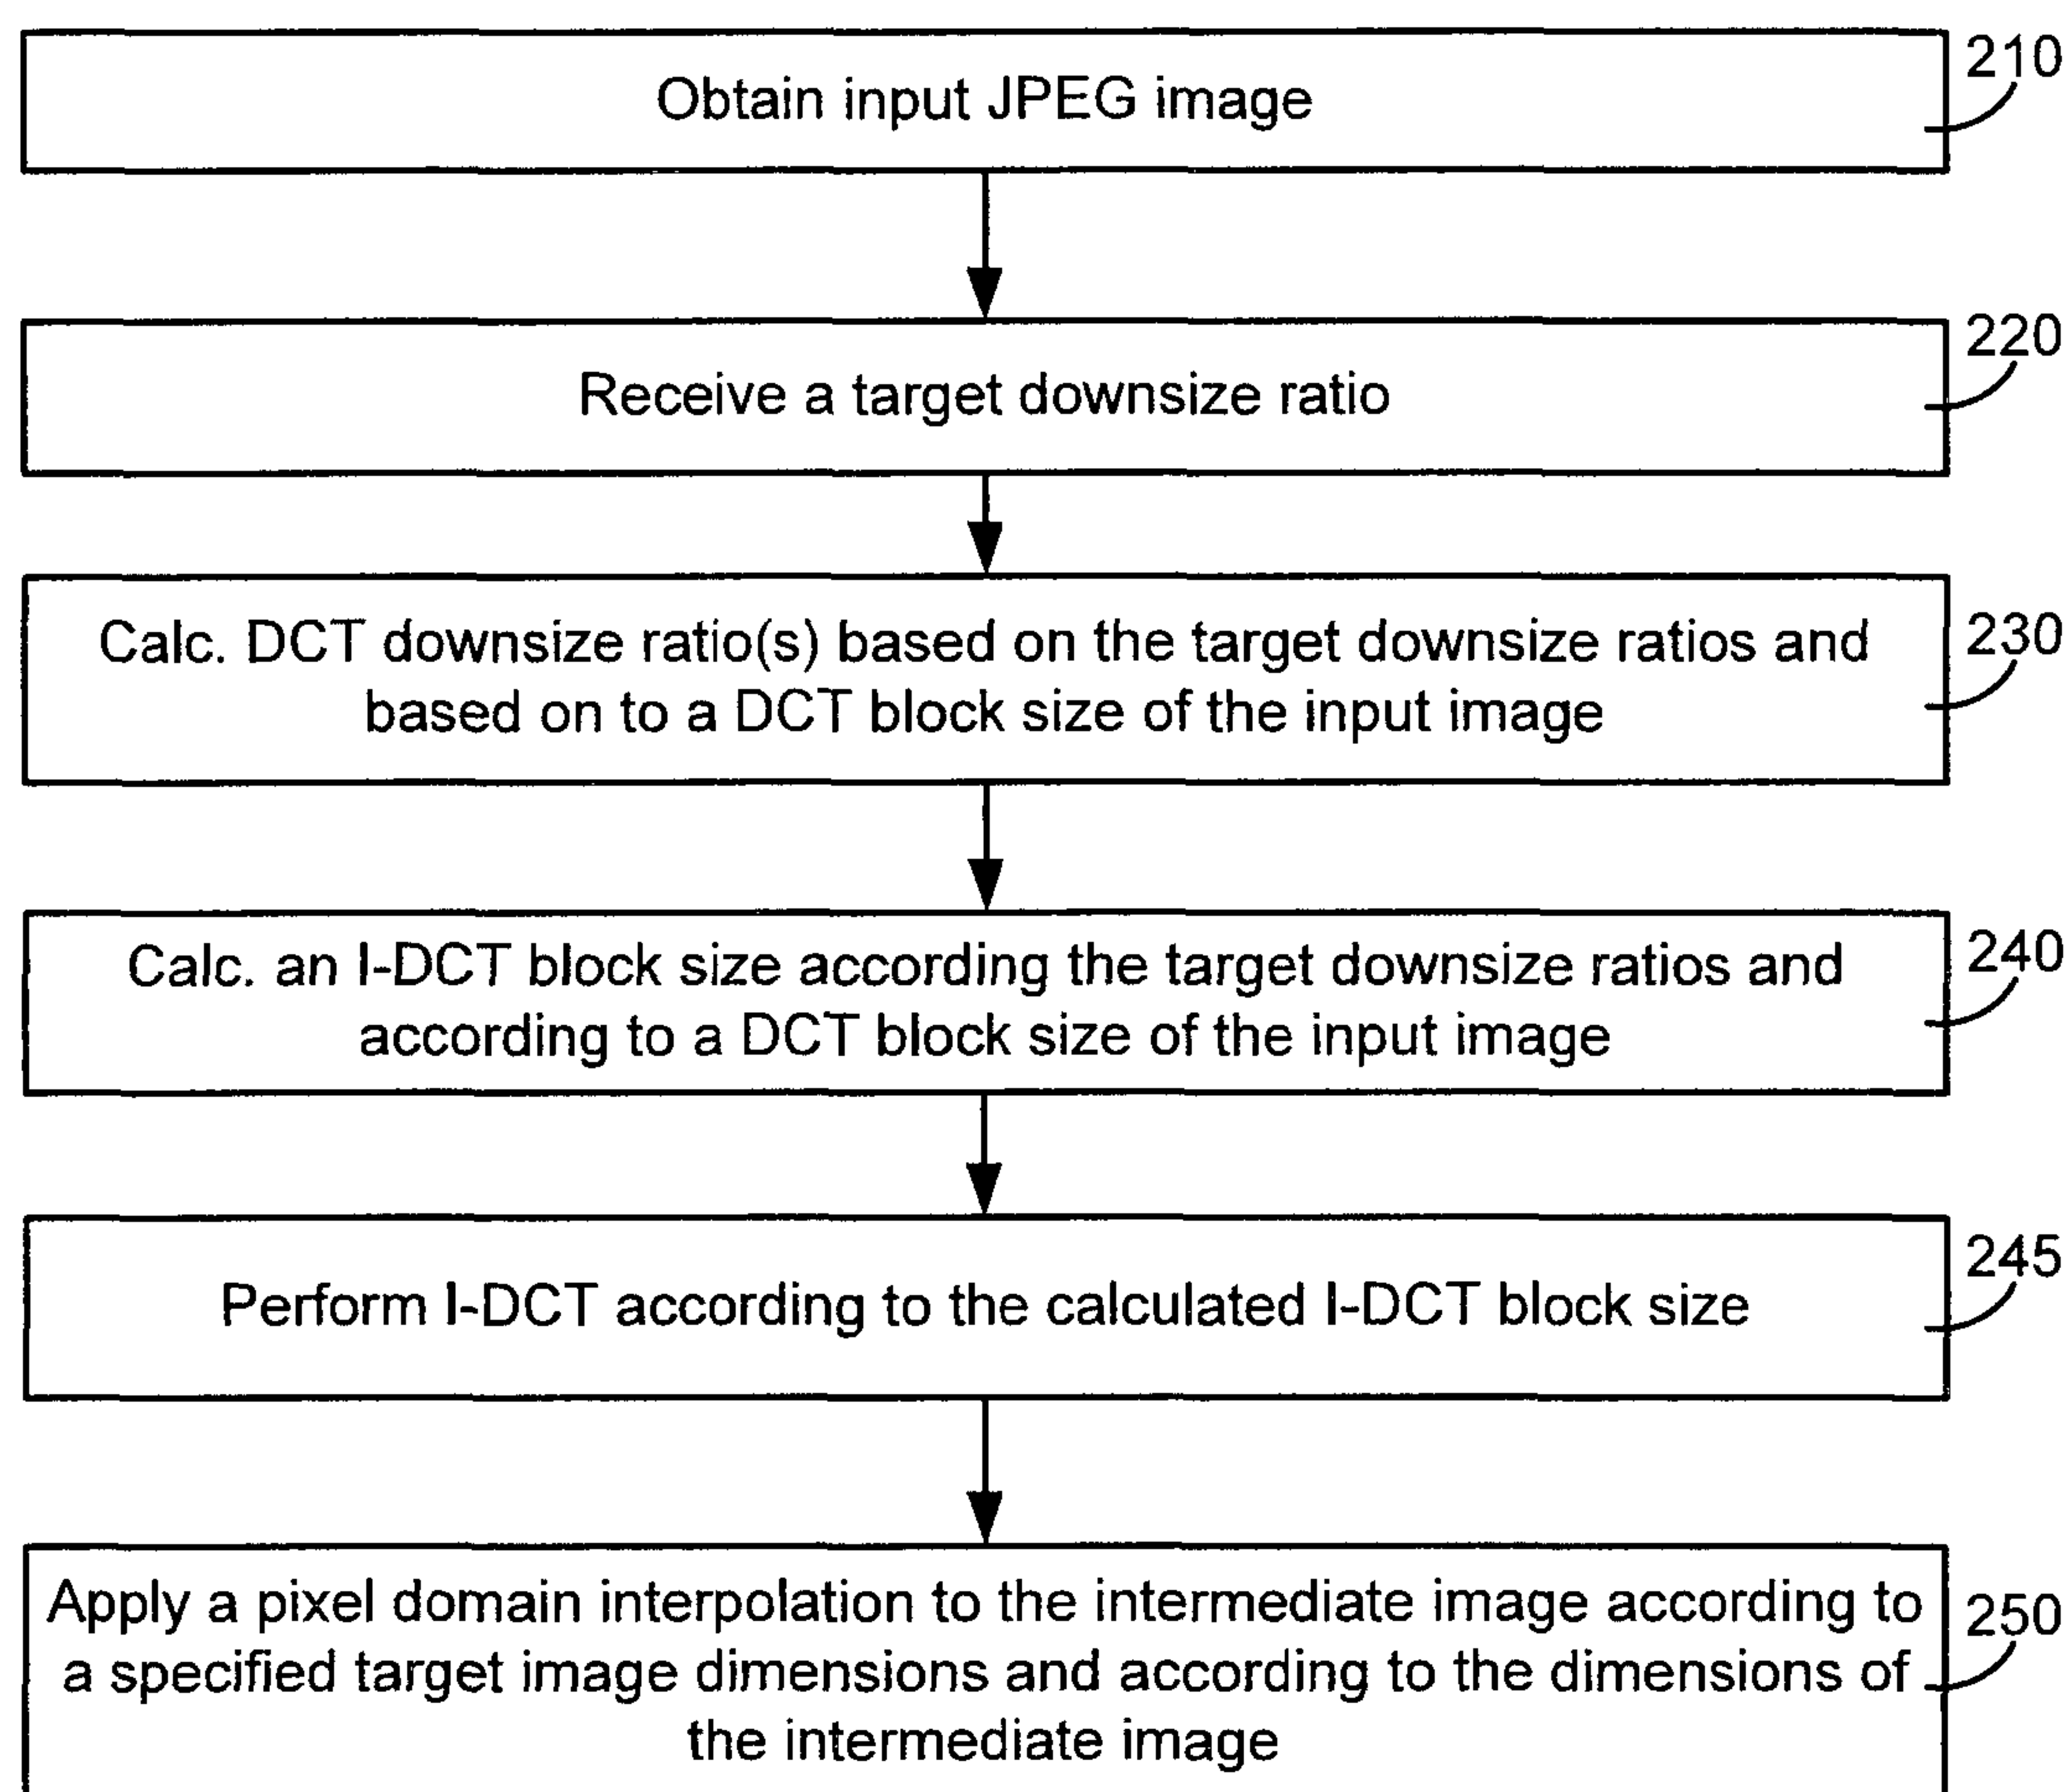 210
Obtain input JPEG image
220
Receive a target downsize ratio
230
Calc. DCT downsize ratio(s) based on the target downsize ratios and
based on to a DCT block size of the input image
240
Calc. an I-DCT block size according the target downsize ratios and
according to a DCT block size of the input image
245
Perform I-DCT according to the calculated I-DCT block size
250
Apply a pixel domain interpolation to the intermediate image according to
a specified target image dimensions and according to the dimensions of
the intermediate image